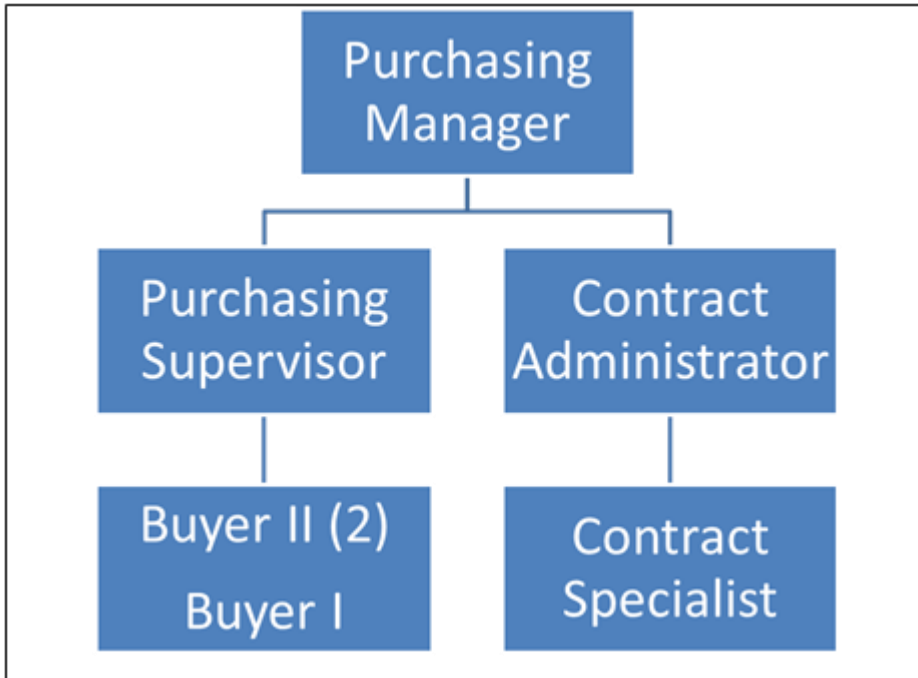 Purchasing
Manager
Purchasing
Supervisor
Contract
Administrator
Buyer II (2)
Buyer I
Contract
Specialist